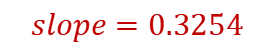 slope = 0.3254